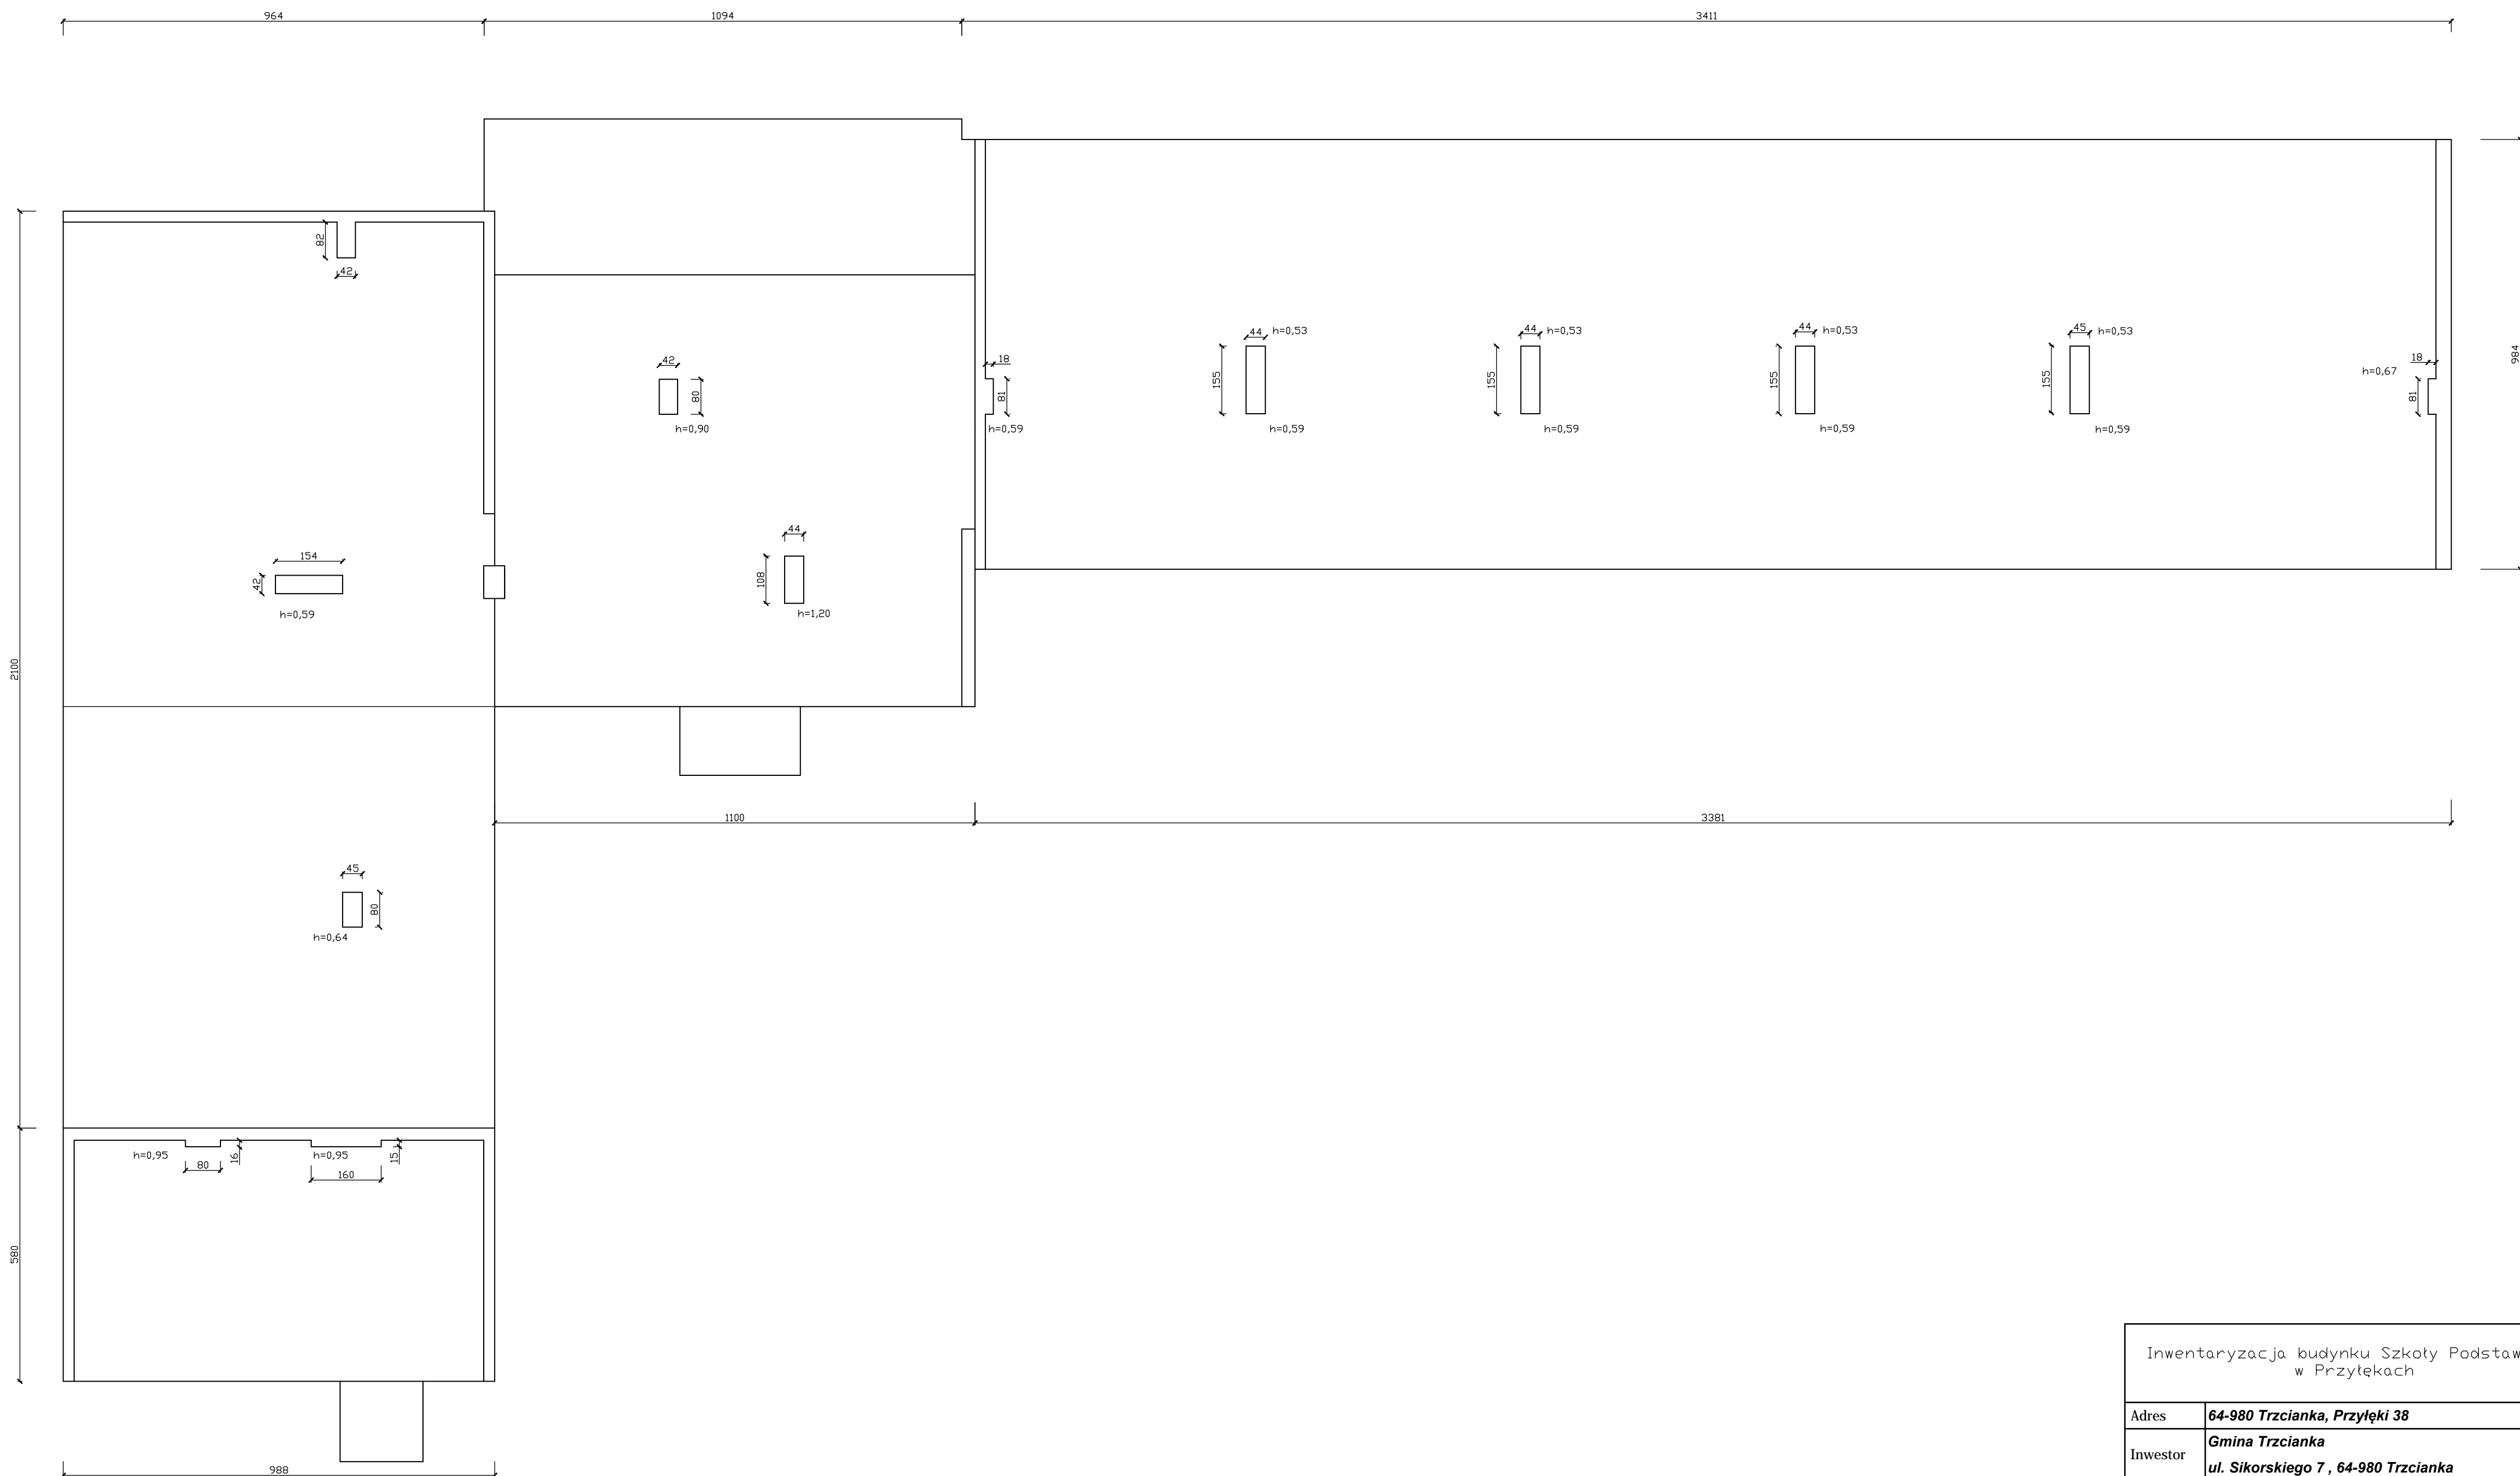 964
1094
3411
82
42
44 h=0,53
44 h=0,53
44 h=0,53
45 h=0,53
984
42
18
18
h=0,67
155
155
155
155
80
81
81
h=0,90
h=0,59
h=0,59
h=0,59
h=0,59
h=0,59
44
154
42
108
h=0,59
h=1,20
2100
1100
3381
45
80
h=0,64
h=0,95
80
16
h=0,95
160
15
580
988
Inwentaryzacja budynku Szkoły Podstaw
w Przyłękach
Adres
64-980 Trzcianka, Przyłęki 38
Inwestor
Gmina Trzcianka
ul. Sikorskiego 7 , 64-980 Trzcianka